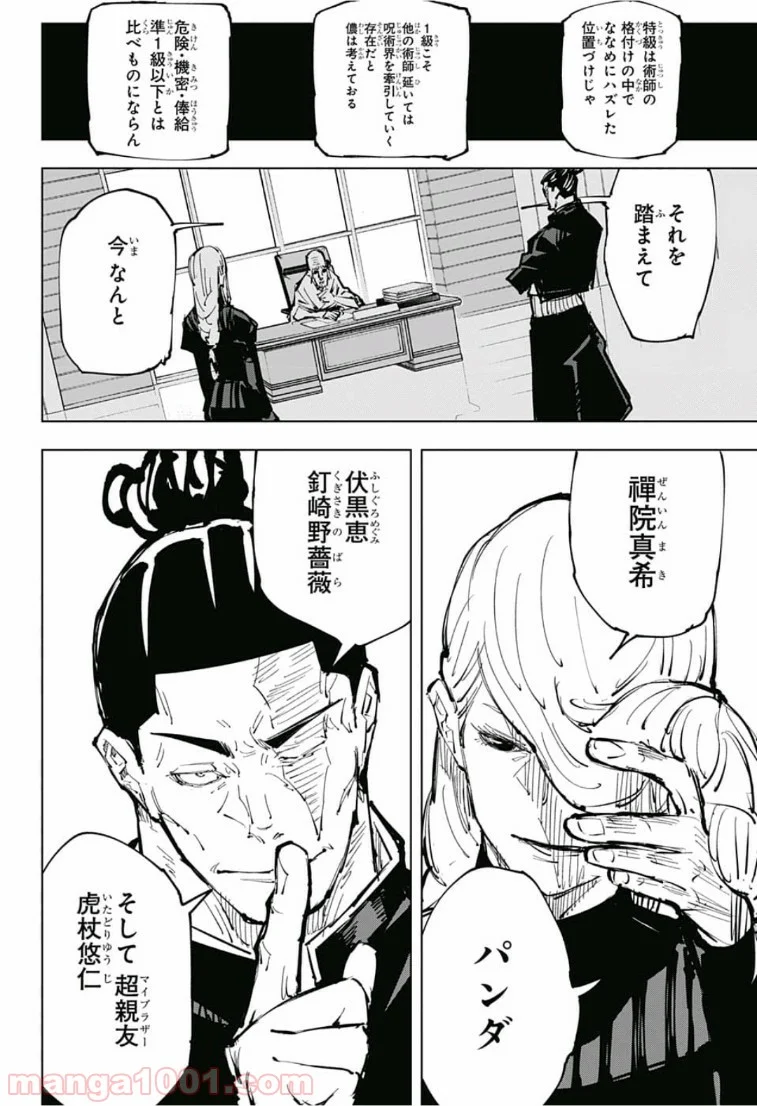 特級は術師の
格付けの中で
ななめにハズレた
位置づけじゃ
1級こそ
他の術師 延いては
呪術界を牽引していく
存在だと
儂は考えておる
危険・機密・俸給
準1級以下とは
比べものにならん
それを
踏まえて
今 なんと
禪院真希
パンダ
伏黒恵
釘崎野薔薇
そして 超親友
虎杖悠仁
manga1001.com